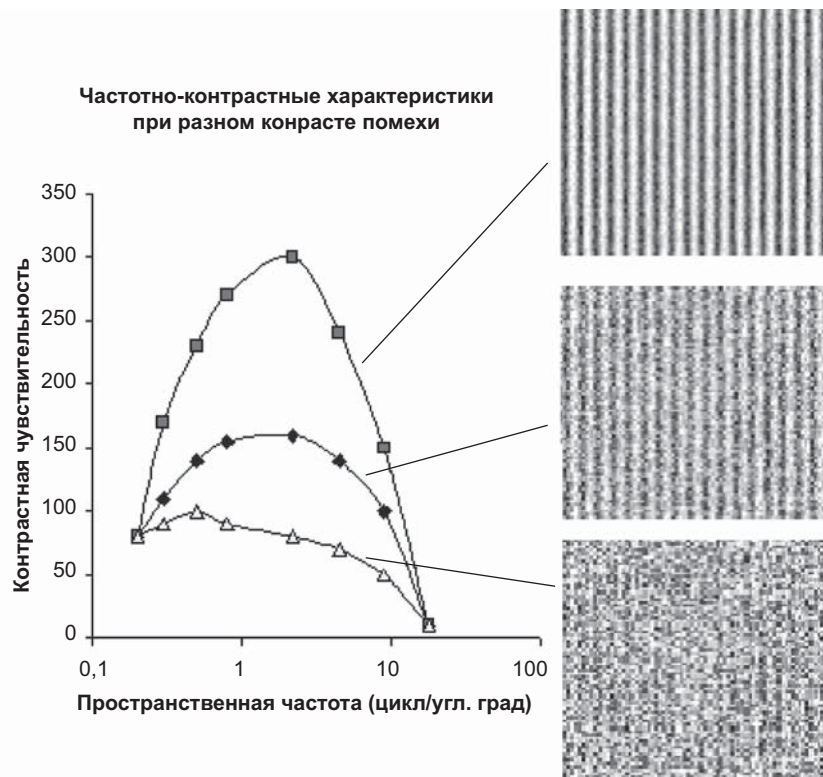 Частотно-контрастные характеристики
при разном конрасте помехи
350
300
250
200
150
100
50
0
Контрастная чувствительность
0,1 1 10 100
Пространственная частота (цикл/угл. град)